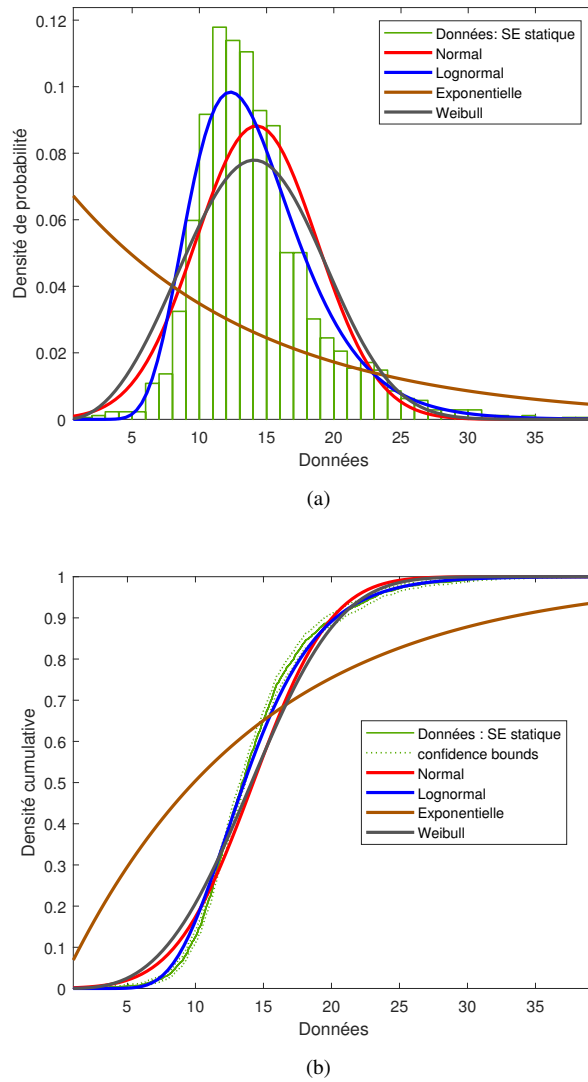 0.12
0.1
0.08
0.06
0.04
0.02
0
Densité de probabilité
Données: SE statique
Normal
Lognormal
Exponentielle
Weibull
5 10 15 20 25 30 35
Données
(a)
1
0.9
0.8
0.7
0.6
0.5
0.4
0.3
0.2
0.1
0
Densité cumulative
Données : SE statique
confidence bounds
Normal
Lognormal
Exponentielle
Weibull
5 10 15 20 25 30 35
Données
(b)